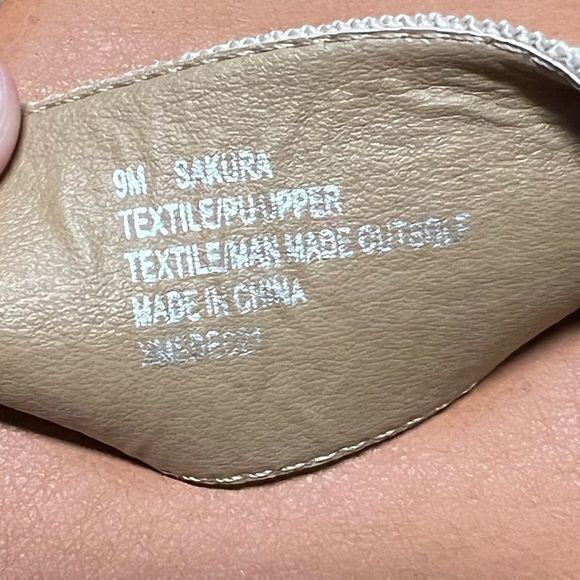 9M SAKURA
TEXTILE/PU UPPER
TEXTILE/MAN MADE OUTSOLE
MADE IN CHINA